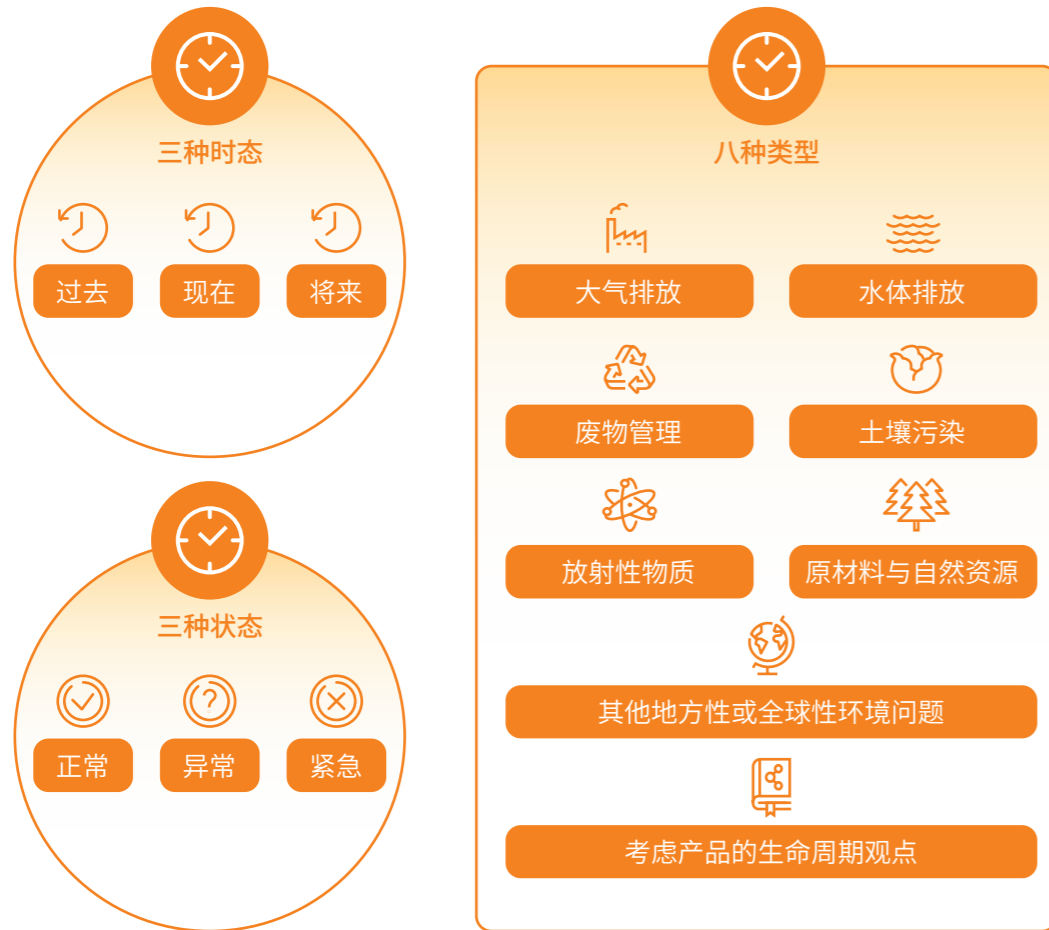 三种时态
过去
现在
将来
三种状态
正常
异常
紧急
八种类型
大气排放
水体排放
废物管理
土壤污染
放射性物质
原材料与自然资源
其他地方性或全球性环境问题
考虑产品的生命周期观点